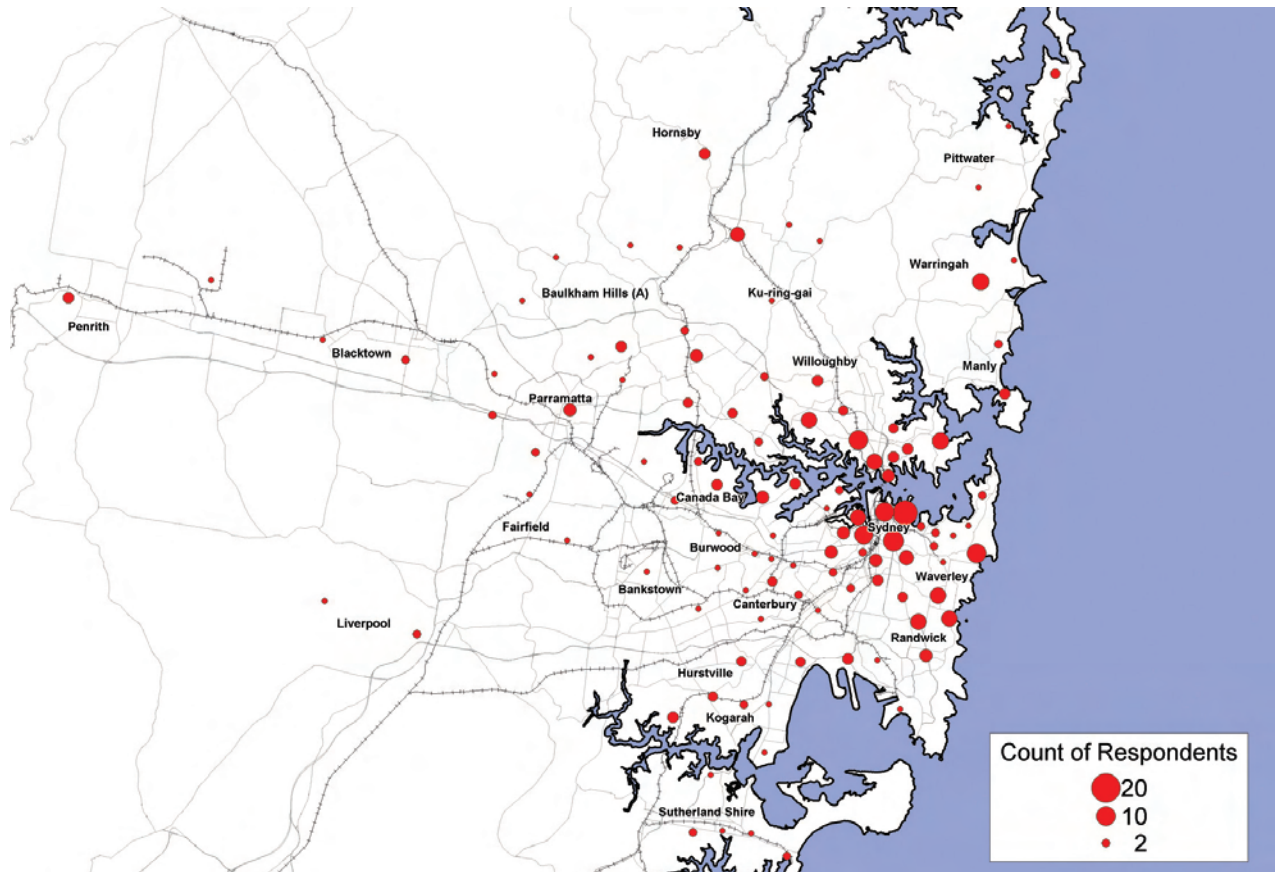 Hornsby
Pittwater
Warringah
Baulkham Hills (A)
Ku-ring-gai
Penrith
Blacktown
Willoughby
Manly
Parramatta
Canada Bay
Sydney
Fairfield
Burwood
Waverley
Bankstown
Canterbury
Liverpool
Randwick
Hurstville
Kogarah
Sutherland Shire
Count of Respondents
20
10
2